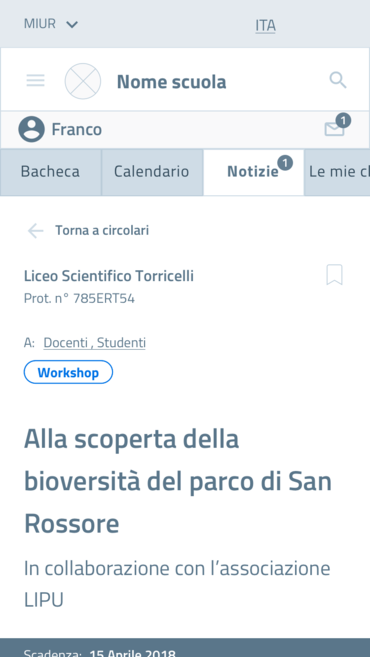 MIUR
ITA
Nome scuola
Franco
1
Bacheca
Calendario
Notizie
1
Le mie
Torna a circolari
Liceo Scientifico Torricelli
Prot. n° 785ERT54
A: Docenti , Studenti
Workshop
Alla scoperta della
bioversità del parco di San
Rossore
In collaborazione con l’associazione
LIPU
Scadenza: 15 Aprile 2018